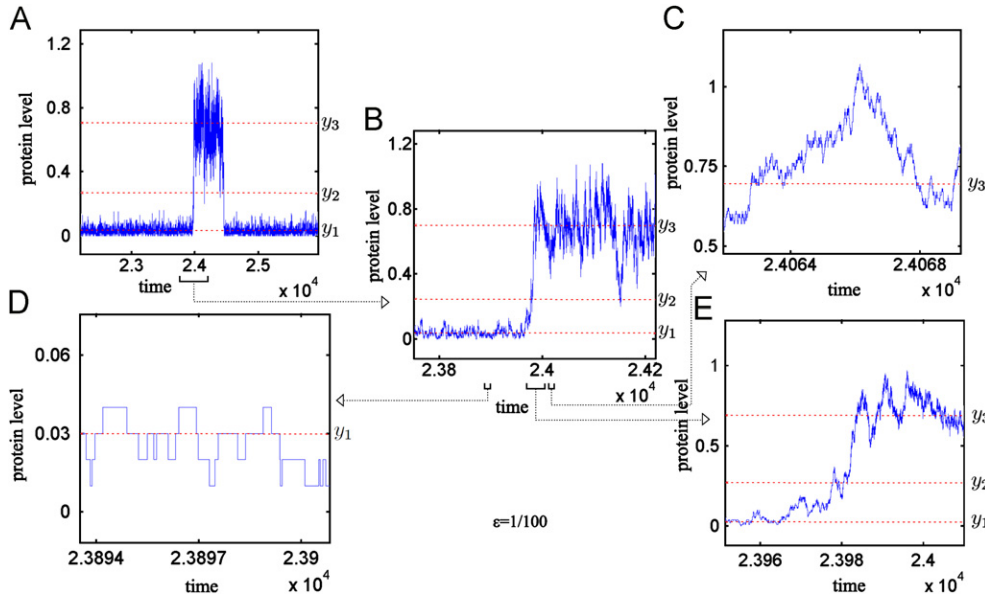 A
protein level
1.2
0.8
0.4
0
y3
y2
y1
2.3
2.4
2.5
time
x 10^4
B
protein level
1.2
0.8
0.4
0
y3
y2
y1
2.38
2.4
2.42
time
x 10^4
C
protein level
1
0.75
0.5
y3
2.4064
2.4068
time
x 10^4
D
protein level
0.06
0.03
0
y1
2.3894
2.3897
2.39
time
x 10^4
ε=1/100
E
protein level
1
0.5
0
y3
y2
y1
2.396
2.398
2.4
time
x 10^4